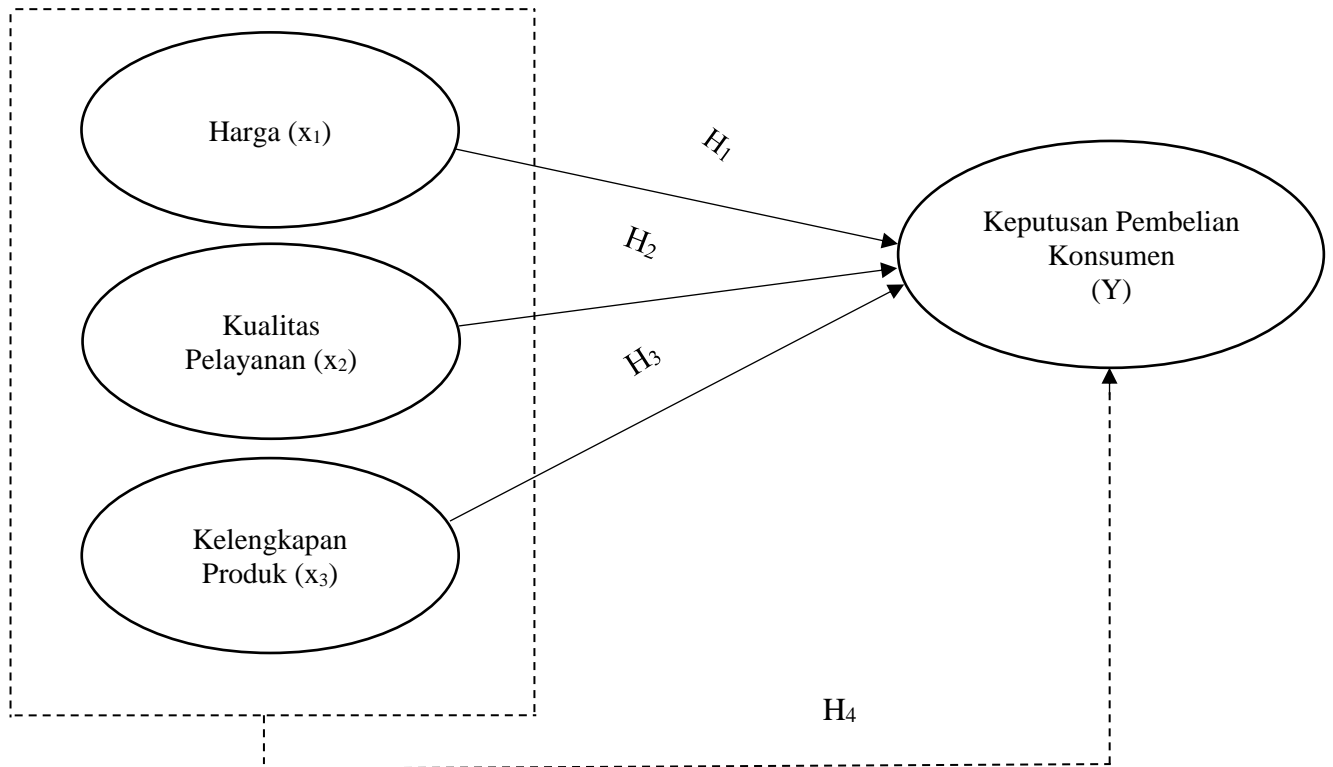 Harga (x₁)
H₁
Keputusan Pembelian
Konsumen
(Y)
H₂
Kualitas
Pelayanan (x₂)
H₃
Kelengkapan
Produk (x₃)
H₄